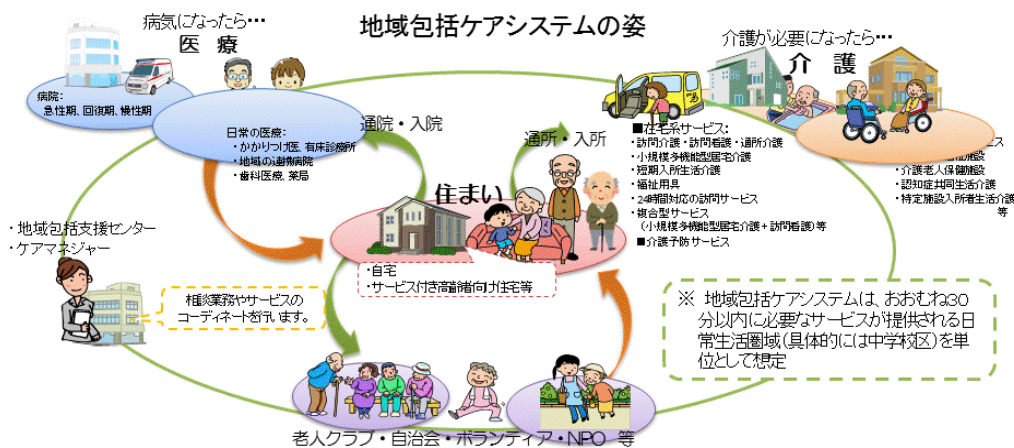 地域包括ケアシステムの姿
病気になったら…
医 療
病院：
急性期、回復期、慢性期
日常の医療：
・かかりつけ医、有床診療所
・地域の連携病院
・歯科医療、薬局
通院・入院
通所・入所
介護が必要になったら…
介 護
■在宅系サービス：
・訪問介護・訪問看護・通所介護
・小規模多機能型居宅介護
・短期入所生活介護
・福祉用具
・24時間対応の訪問サービス
・複合型サービス
（小規模多機能型居宅介護＋訪問看護）等
■介護予防サービス
ービス
施設
・介護老人保健施設
・認知症共同生活介護
・特定施設入所者生活介護
等
住まい
・自宅
・サービス付き高齢者向け住宅等
・地域包括支援センター
・ケアマネジャー
相談業務やサービスの
コーディネートを行います。
※ 地域包括ケアシステムは、おおむね30
分以内に必要なサービスが提供される日
常生活圏域（具体的には中学校区）を単
位として想定
老人クラブ・自治会・ボランティア・NPO 等